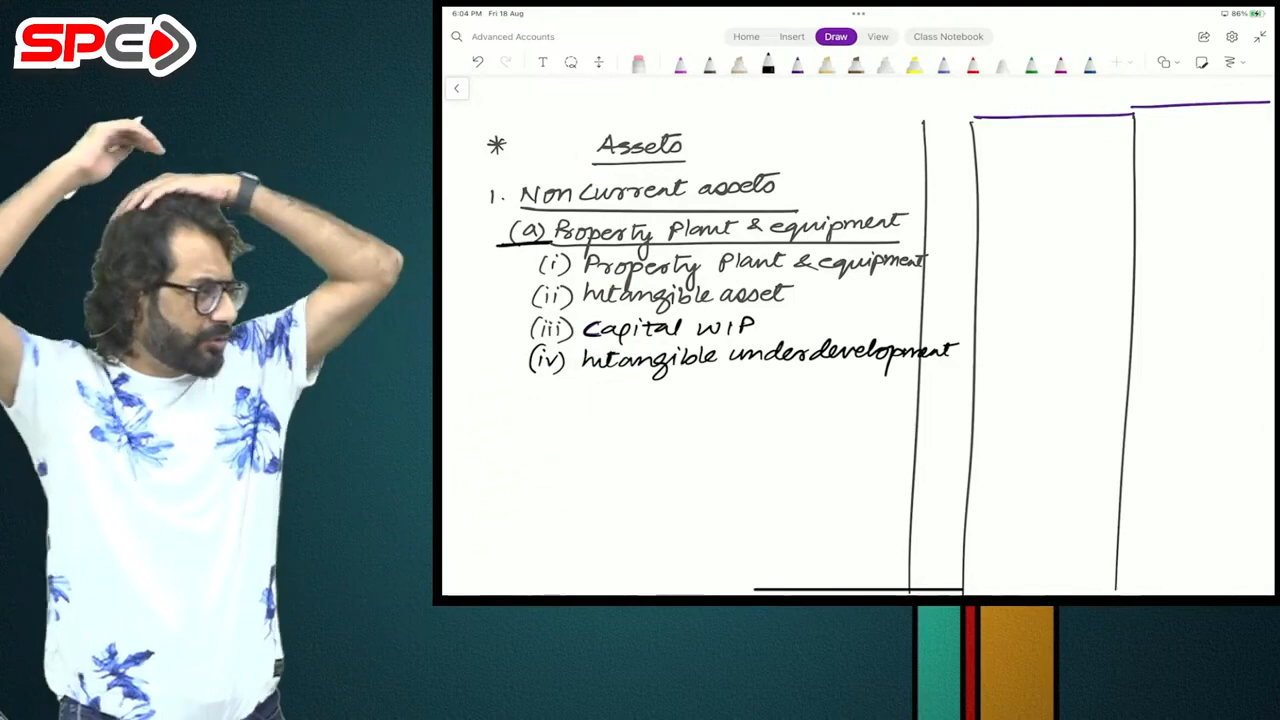 SPE
6:04 PM Fri 18 Aug
86%
Advanced Accounts
Home Insert Draw View Class Notebook
* Assets
1. Non Current assets
(a) Property Plant & equipment
(i) Property Plant & equipment
(ii) Intangible asset
(iii) Capital WIP
(iv) Intangible underdevelopment